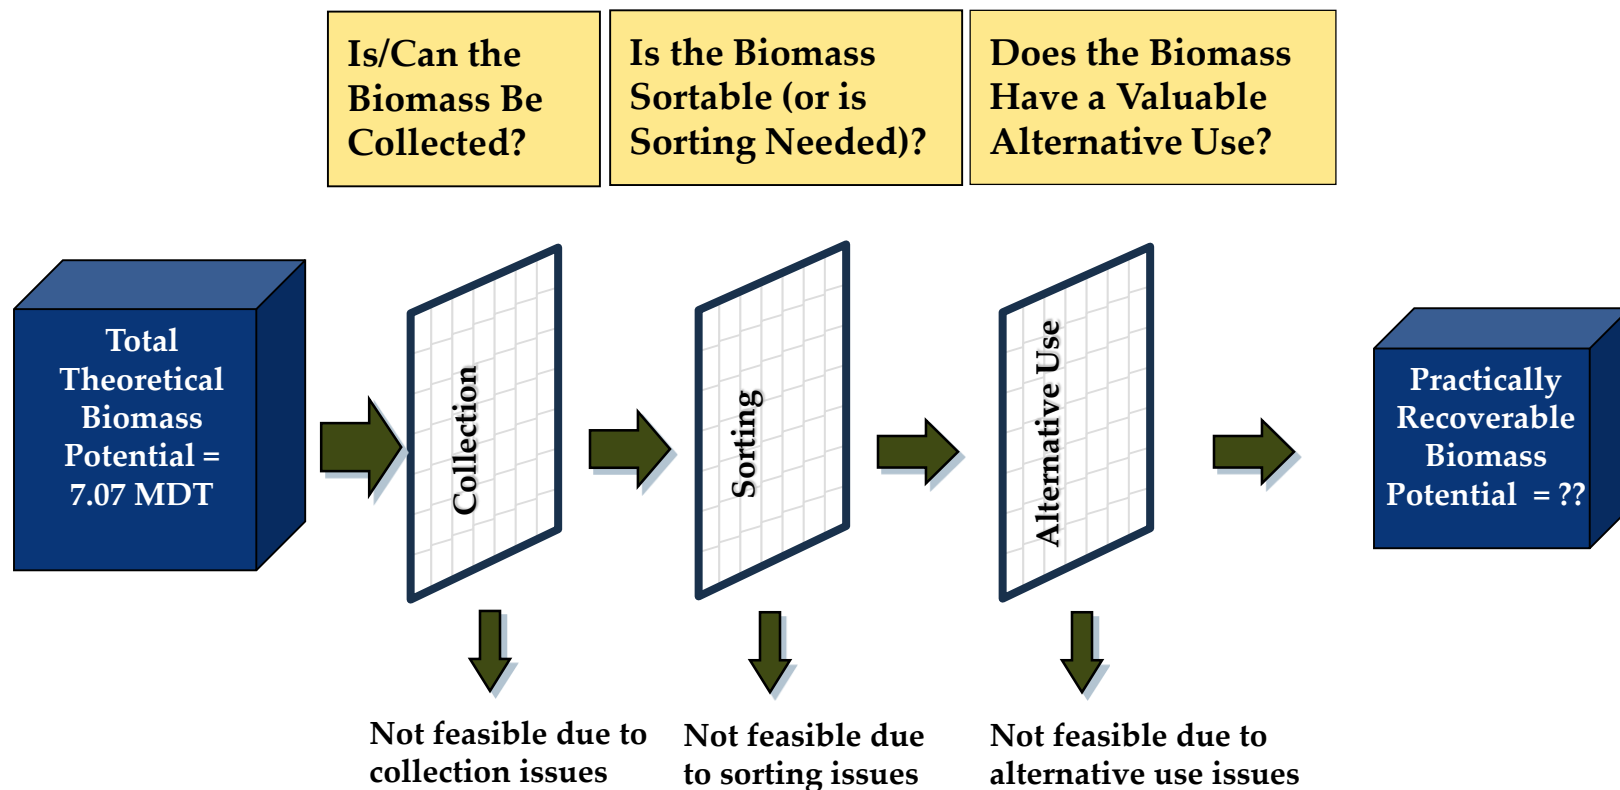 Is/Can the
Biomass Be
Collected?
Is the Biomass
Sortable (or is
Sorting Needed)?
Does the Biomass
Have a Valuable
Alternative Use?
Total
Theoretical
Biomass
Potential =
7.07 MDT
Collection
Sorting
Alternative Use
Practically
Recoverable
Biomass
Potential = ??
Not feasible due to
collection issues
Not feasible due
to sorting issues
Not feasible due to
alternative use issues